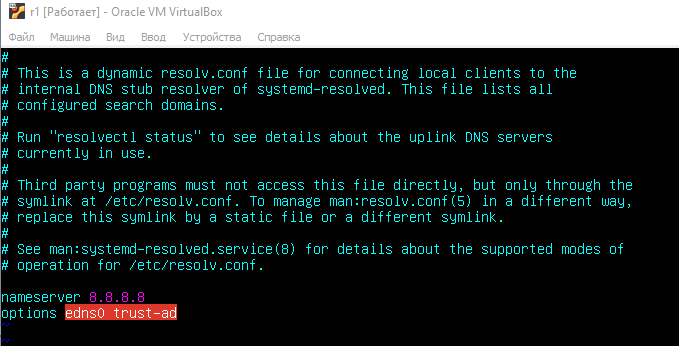 r1 [Работает] - Oracle VM VirtualBox
Файл Машина Вид Ввод Устройства Справка
#
# This is a dynamic resolv.conf file for connecting local clients to the
# internal DNS stub resolver of systemd-resolved. This file lists all
# configured search domains.
#
# Run "resolvectl status" to see details about the uplink DNS servers
# currently in use.
#
# Third party programs must not access this file directly, but only through the
# symlink at /etc/resolv.conf. To manage man:resolv.conf(5) in a different way,
# replace this symlink by a static file or a different symlink.
#
# See man:systemd-resolved.service(8) for details about the supported modes of
# operation for /etc/resolv.conf.
nameserver 8.8.8.8
options edns0 trust-ad
~
~